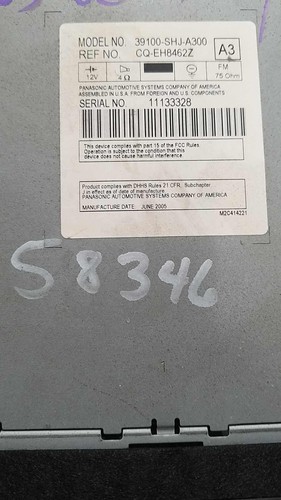 MODEL NO. 39100-SHJ-A300 A3
REF NO. CQ-EH8462Z
12V 4 Ω FM
75 Ohm
PANASONIC AUTOMOTIVE SYSTEMS COMPANY OF AMERICA
ASSEMBLED IN U.S.A. FROM FOREIGN AND U.S. COMPONENTS
SERIAL NO. 11133328
This device complies with part 15 of the FCC Rules.
Operation is subject to the condition that this
device does not cause harmful interference
Product complies with DHHS Rules 21 CFR, Subchapter
J in effect as of date of manufacture
PANASONIC AUTOMOTIVE SYSTEMS COMPANY OF AMERICA
MANUFACTURE DATE JUNE 2005
M2C414221
S8346